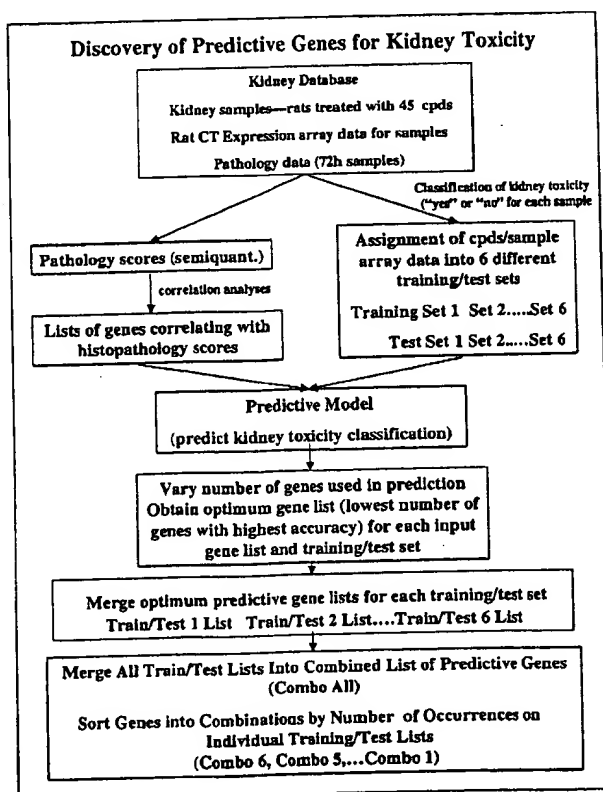 Discovery of Predictive Genes for Kidney Toxicity
Kidney Database
Kidney samples—rats treated with 45 cpds
Rat CT Expression array data for samples
Pathology data (72h samples)
Classification of kidney toxicity
("yes" or "no" for each sample
Pathology scores (semiquant.)
correlation analyses
Lists of genes correlating with
histopathology scores
Assignment of cpds/sample
array data into 6 different
training/test sets
Training Set 1 Set 2.....Set 6
Test Set 1 Set 2.....Set 6
Predictive Model
(predict kidney toxicity classification)
Vary number of genes used in prediction
Obtain optimum gene list (lowest number of
genes with highest accuracy) for each input
gene list and training/test set
Merge optimum predictive gene lists for each training/test set
Train/Test 1 List Train/Test 2 List....Train/Test 6 List
Merge All Train/Test Lists Into Combined List of Predictive Genes
(Combo All)
Sort Genes into Combinations by Number of Occurrences on
Individual Training/Test Lists
(Combo 6, Combo 5,...Combo 1)